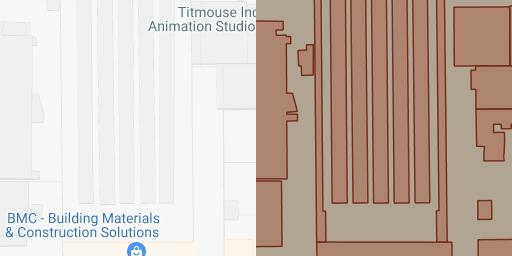 Titmouse Inc
Animation Studio
BMC - Building Materials
& Construction Solutions